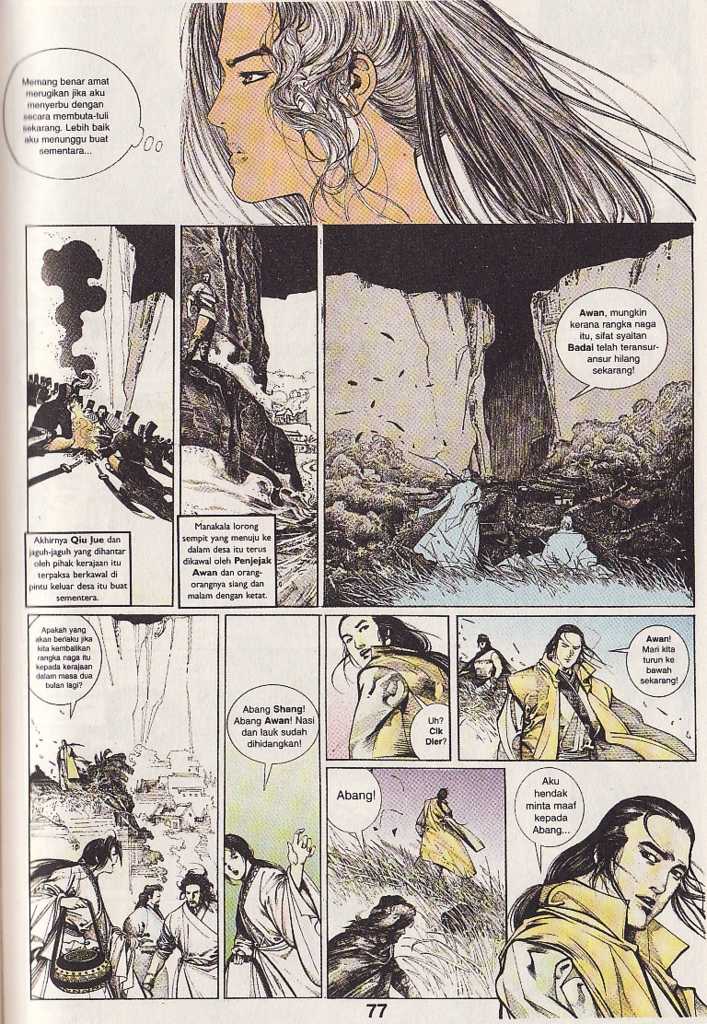 Memang benar amat
merugikan jika aku
menyerbu dengan
secara membuta-tuli
sekarang. Lebih baik
aku menunggu buat
sementara...
Awan, mungkin
kerana rangka naga
itu, sifat syaitan
Badai telah teransur-
ansur hilang
sekarang!
Akhirnya Qiu Jue dan
jaguh-jaguh yang dihantar
oleh pihak kerajaan itu
terpaksa berkawal di
pintu keluar desa itu buat
sementera.
Manakala lorong
sempit yang menuju ke
dalam desa itu terus
dikawal oleh Penjejak
Awan dan orang-
orangnya siang dan
malam dengan ketat.
Apakah yang
akan berlaku jika
kita kembalikan
rangka naga itu
kepada kerajaan
dalam masa dua
bulan lagi?
Abang Shang!
Abang Awan! Nasi
dan lauk sudah
dihidangkan!
Uh?
Cik
Dier?
Awan!
Mari kita
turun ke
bawah
sekarang!
Abang!
Aku
hendak
minta maaf
kepada
Abang...
77